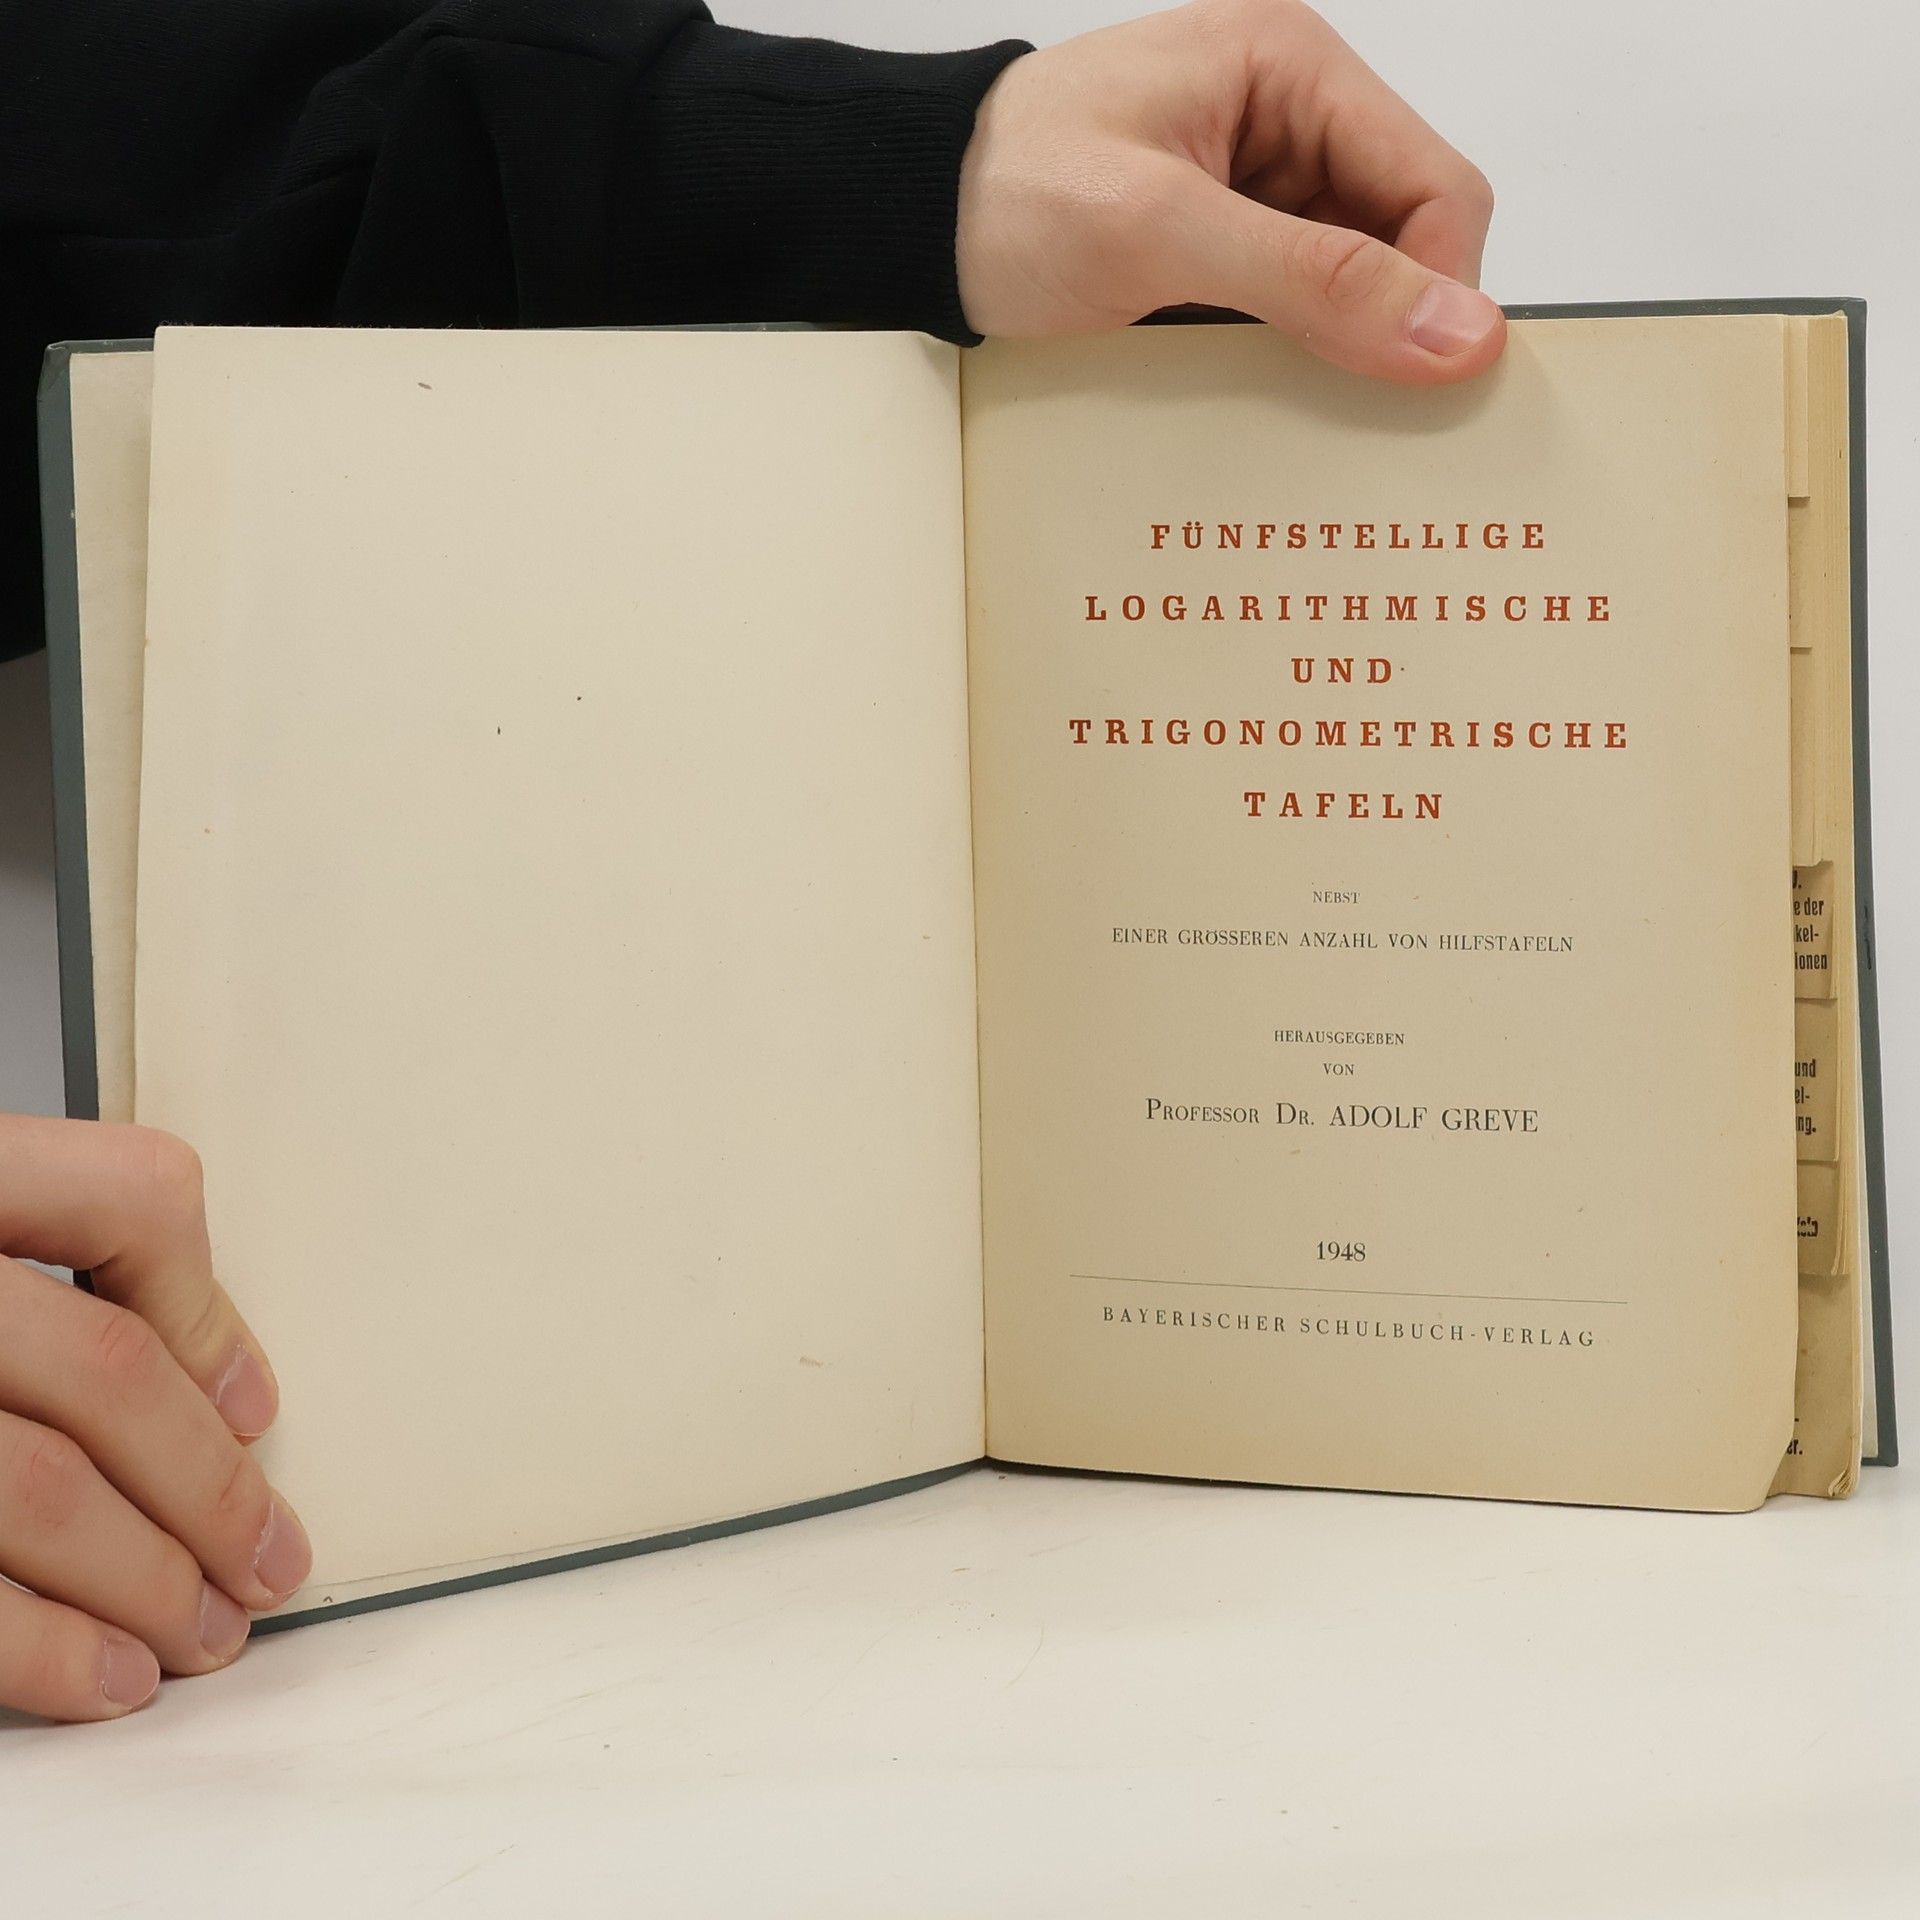 FÜNFSTELLIGE
LOGARITHMISCHE
UND
TRIGONOMETRISCHE
TAFELN
NEBST
EINER GRÖSSEREN ANZAHL VON HILFSTAFELN
HERAUSGEGEBEN
VON
PROFESSOR DR. ADOLF GREVE
1948
BAYERISCHER SCHULBUCH-VERLAG
der